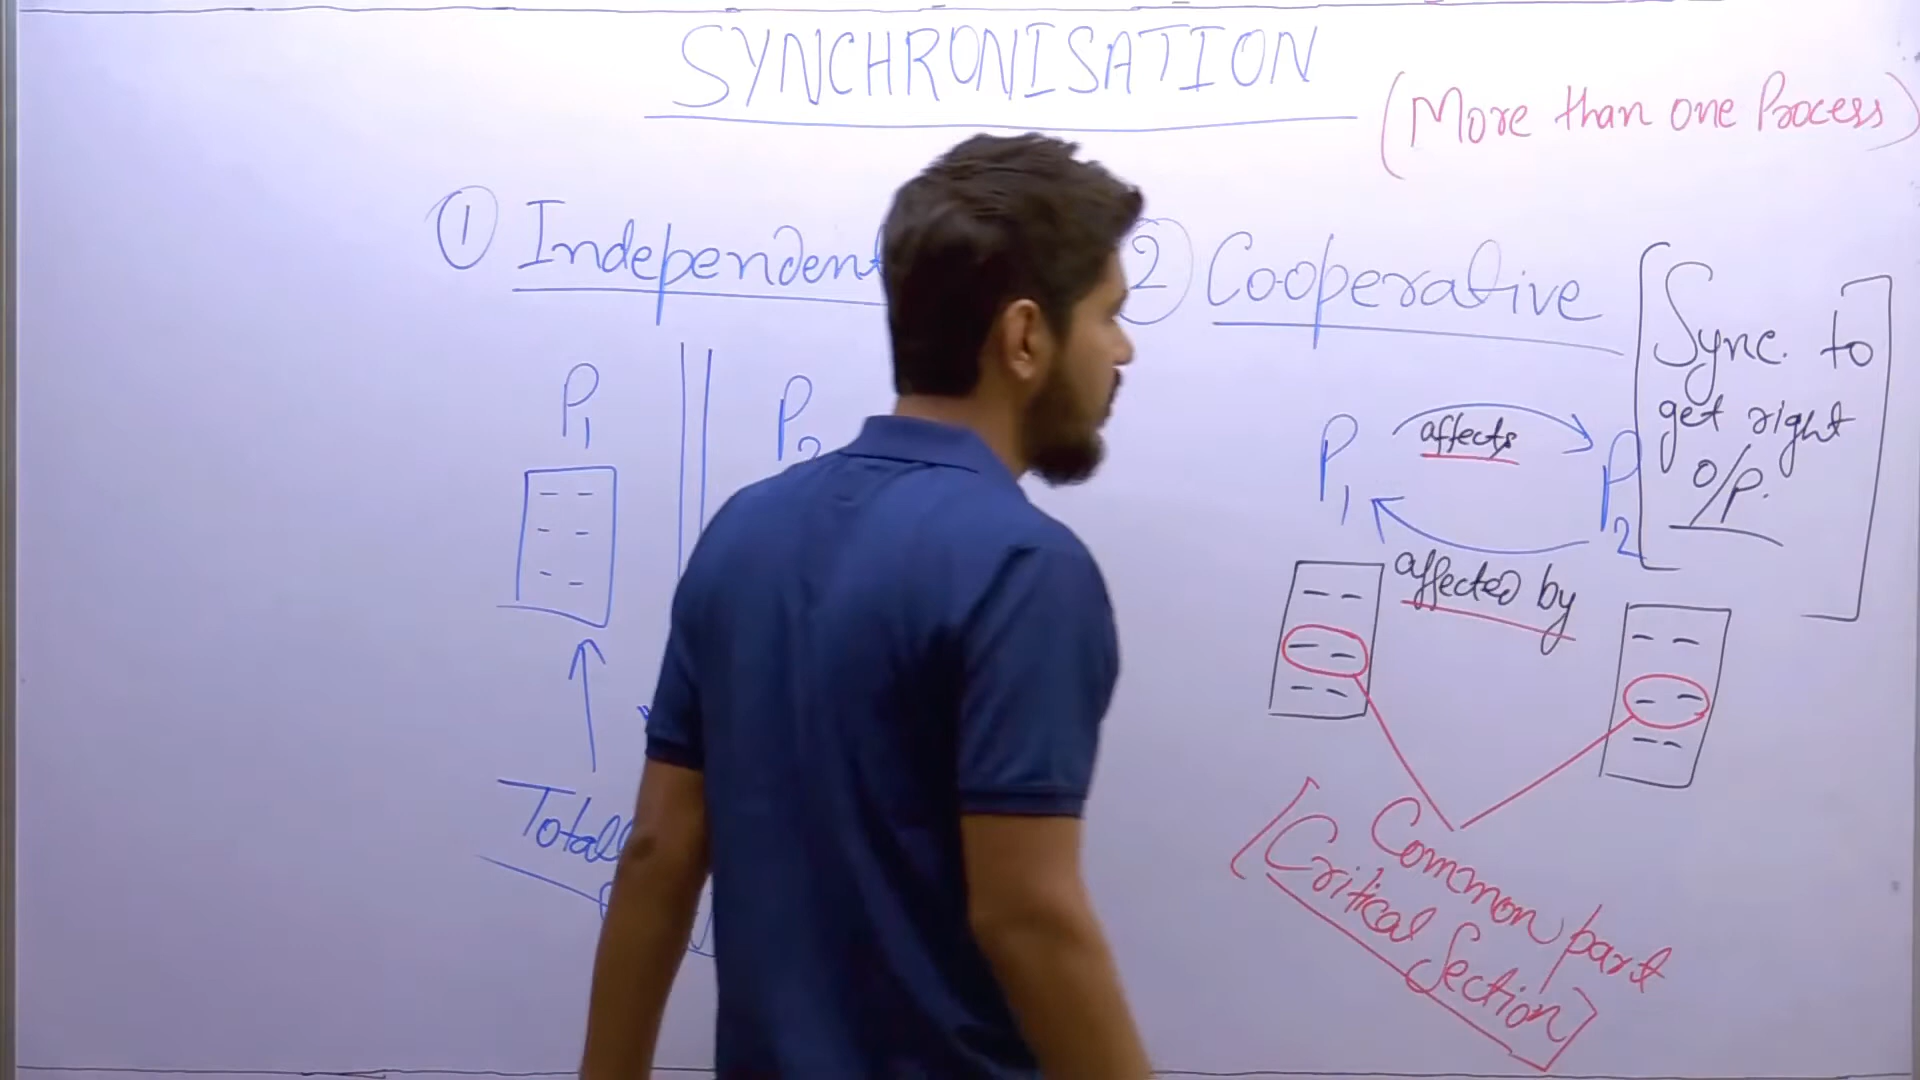 SYNCHRONISATION
(More than one Process)
① Independent
② Cooperative
[Sync. to
get right
O/P.]
P1
P2
P1
affects
P2
affected by
Common part
[Critical Section]